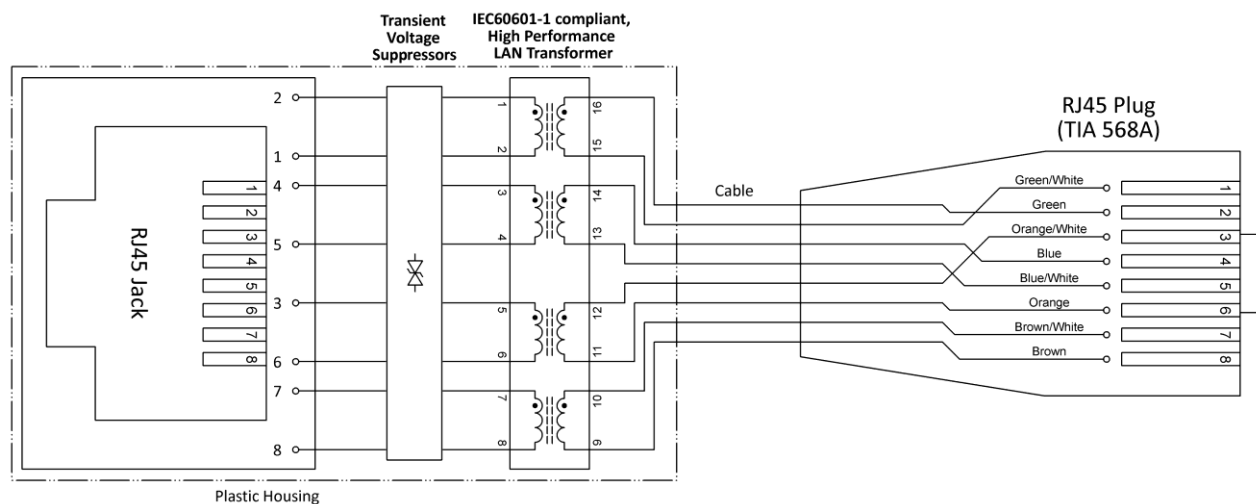 Transient
Voltage
Suppressors
IEC60601-1 compliant,
High Performance
LAN Transformer
RJ45 Plug
(TIA 568A)
Cable
RJ45 Jack
1
2
3
4
5
6
7
8
2
1
4
5
3
6
7
8
1
2
3
4
5
6
7
8
16
15
14
13
12
11
10
9
Green/White
Green
Orange/White
Blue
Blue/White
Orange
Brown/White
Brown
1
2
3
4
5
6
7
8
Plastic Housing